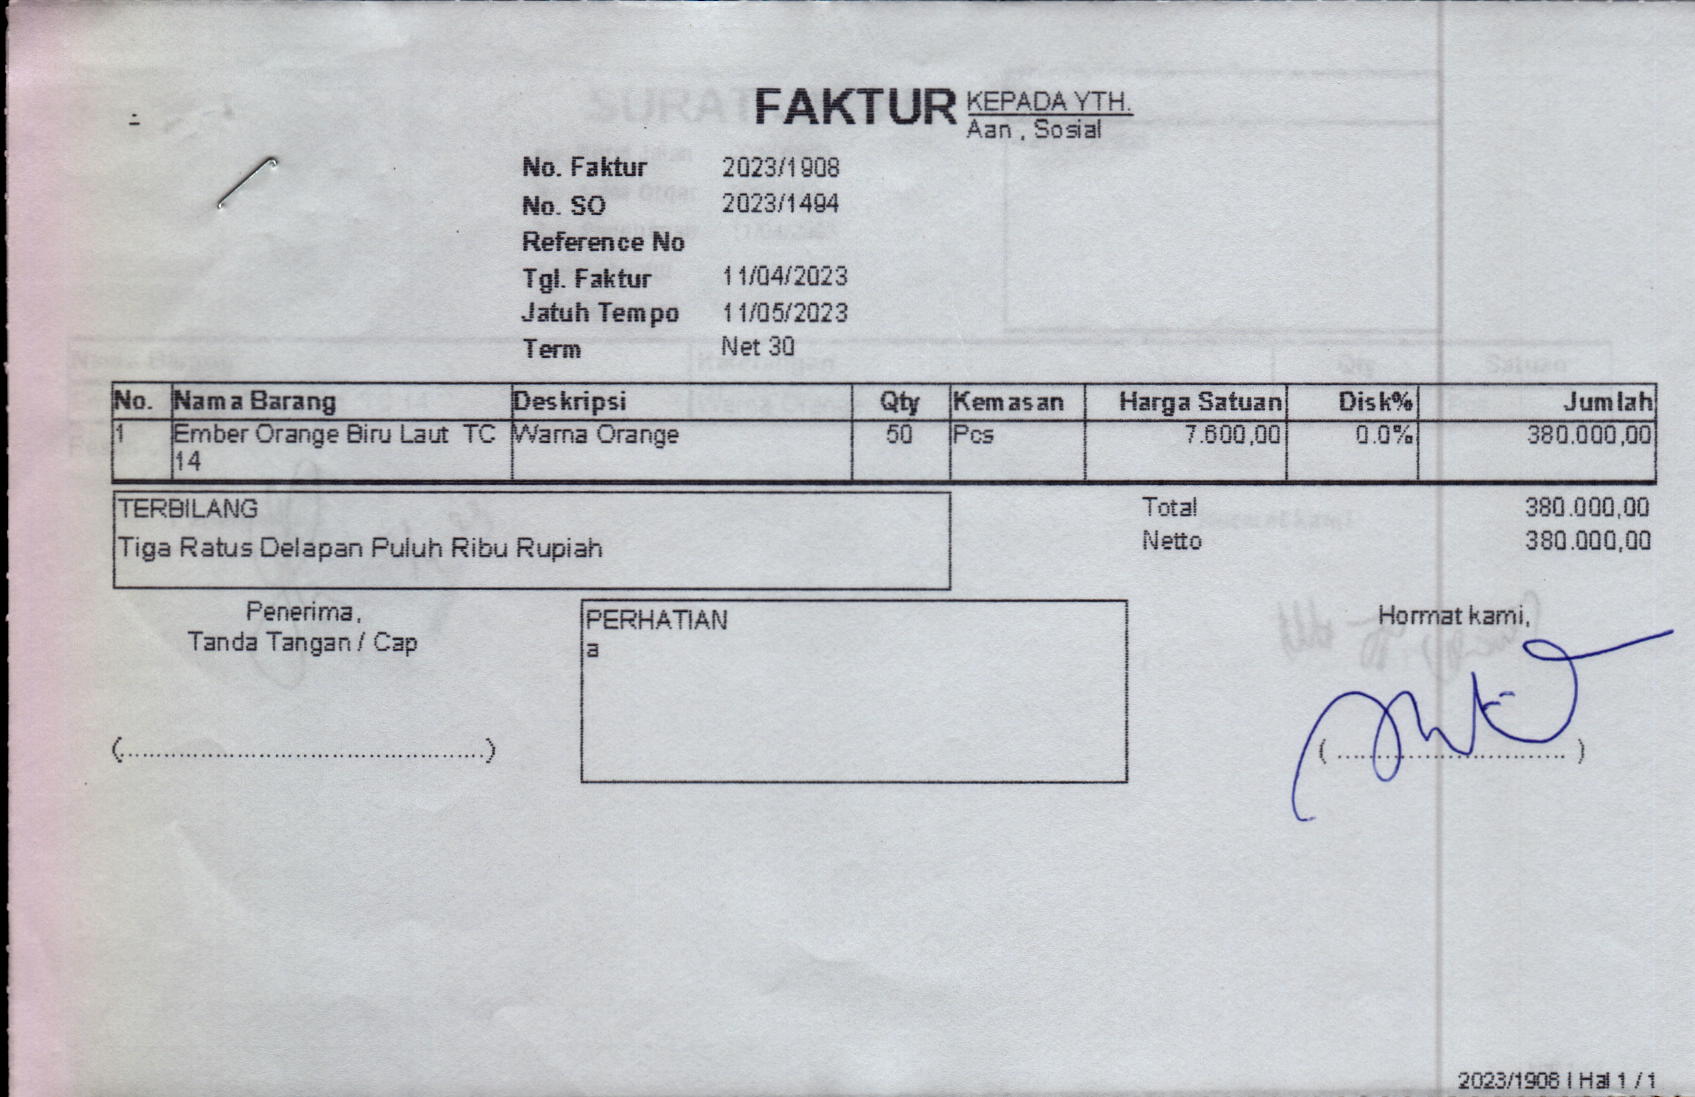 FAKTUR
KEPADA YTH.
Aan , Sosial
No. Faktur 2023/1908
No. SO 2023/1494
Reference No
Tgl. Faktur 11/04/2023
Jatuh Tempo 11/05/2023
Term Net 30
No. Nama Barang Deskripsi Qty Kemasan Harga Satuan Disk% Jumlah
1 Ember Orange Biru Laut TC Warna Orange 50 Pcs 7.600,00 0.0% 380.000,00
14
TERBILANG
Tiga Ratus Delapan Puluh Ribu Rupiah
Total 380.000,00
Netto 380.000,00
Penerima,
Tanda Tangan / Cap
(......................................................)
PERHATIAN
a
Hormat kami,
( .................................. )
2023/1908 | Hal 1 / 1